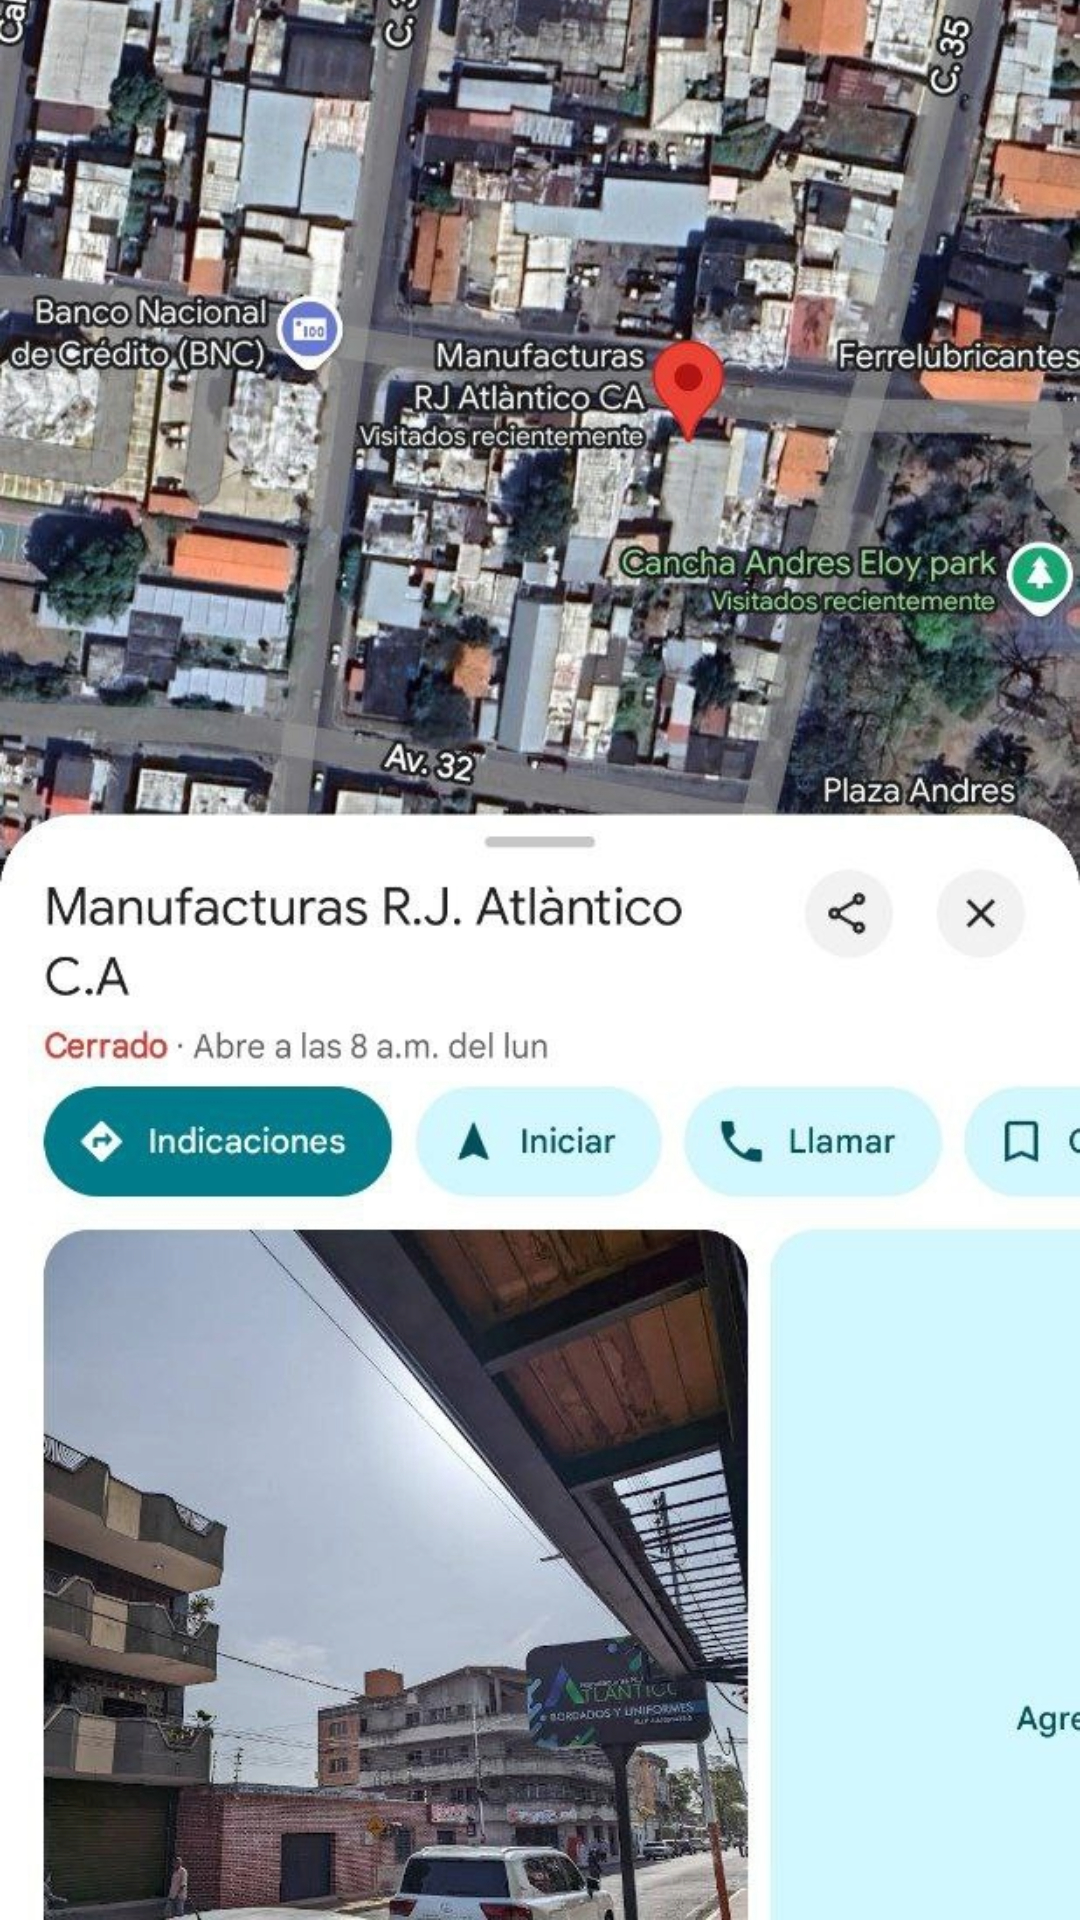 Cal
C. 3
C. 35
Banco Nacional
de Crédito (BNC)
100
Manufacturas
RJ Atlàntico CA
Visitados recientemente
Ferrelubricantes
Cancha Andres Eloy park
Visitados recientemente
Av. 32
Plaza Andres
Manufacturas R.J. Atlàntico
C.A
Cerrado · Abre a las 8 a.m. del lun
Indicaciones
Iniciar
Llamar
Agre
ATLÁNTICO
BORDADOS Y UNIFORMES